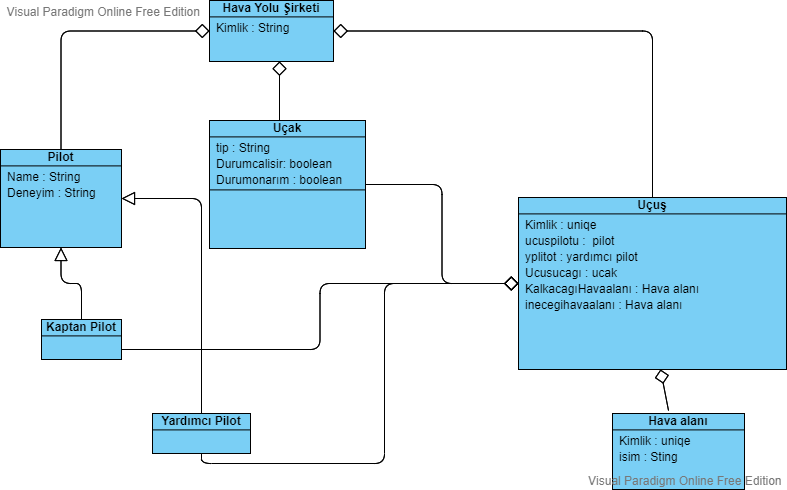 Visual Paradigm Online Free Edition
Hava Yolu Şirketi
Kimlik : String
Uçak
tip : String
Durumcalisir: boolean
Durumonarım : boolean
Pilot
Name : String
Deneyim : String
Uçuş
Kimlik : uniqe
ucuspilotu :  pilot
yplitot : yardımcı pilot
Ucusucagı : ucak
KalkacagıHavaalanı : Hava alanı
inecegihavaalanı : Hava alanı
Kaptan Pilot
Yardımcı Pilot
Hava alanı
Kimlik : uniqe
isim : Sting
Visual Paradigm Online Free Edition